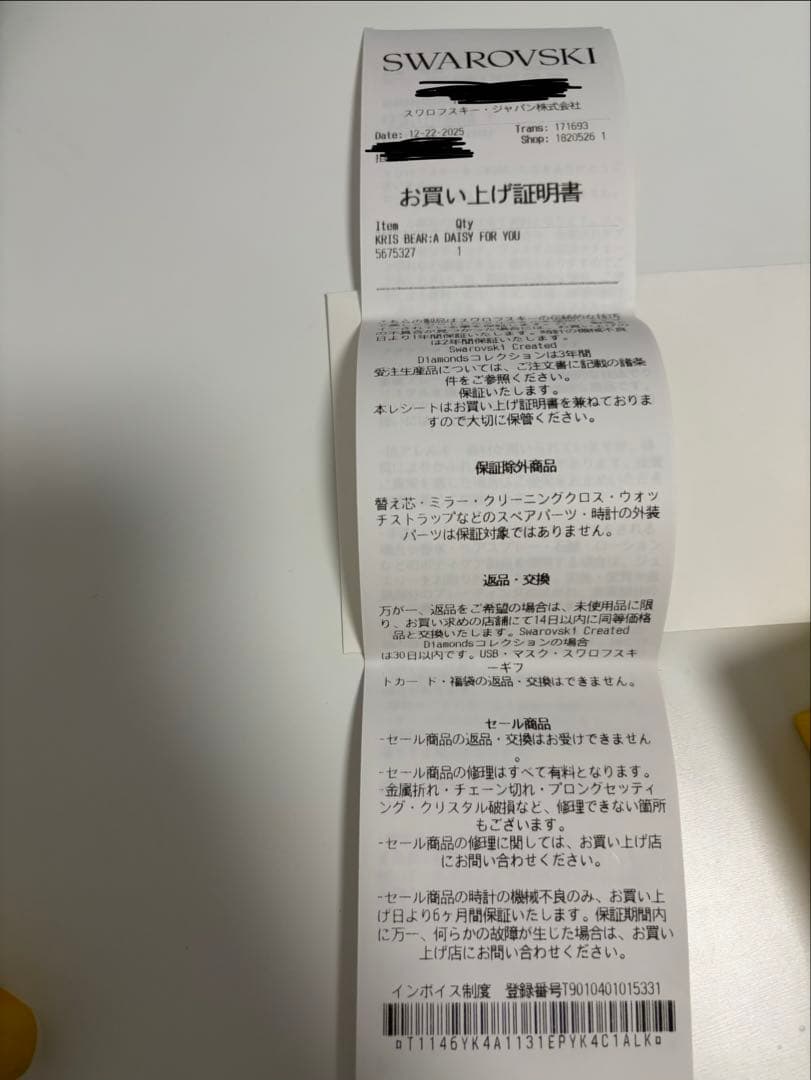 SWAROVSKI
スワロフスキー・ジャパン株式会社
Date: 12-22-2025 Trans: 171693
Shop: 1820526 1
お買い上げ証明書
Item Qty
KRIS BEAR:A DAISY FOR YOU
5675327 1
日より1年間保証いたします。時計の機械不良
は2年間保証いたします。
Swarovski Created
Diamondsコレクションは3年間
受注生産品については、ご注文書に記載の諸条
件をご参照ください。
保証いたします。
本レシートはお買い上げ証明書を兼ねておりま
すので大切に保管ください。
保証除外商品
替え芯・ミラー・クリーニングクロス・ウォッ
チストラップなどのスペアパーツ・時計の外装
パーツは保証対象ではありません。
返品・交換
万が一、返品をご希望の場合は、未使用品に限
り、お買い求めの店舗にて14日以内に同等価格
品と交換いたします。Swarovski Created
Diamondsコレクションの場合
は30日以内です。USB・マスク・スワロフスキ
ーギフ
トカード・福袋の返品・交換はできません。
セール商品
-セール商品の返品・交換はお受けできません
。
-セール商品の修理はすべて有料となります。
-金属折れ・チェーン切れ・プロングセッティ
ング・クリスタル破損など、修理できない箇所
もございます。
-セール商品の修理に関しては、お買い上げ店
にお問い合わせください。
-セール商品の時計の機械不良のみ、お買い上
げ日より6ヶ月間保証いたします。保証期間内
に万一、何らかの故障が生じた場合は、お買い
上げ店にお問い合わせください。
インボイス制度 登録番号T9010401015331
¤T1146YK4A1131EPYK4C1ALK¤